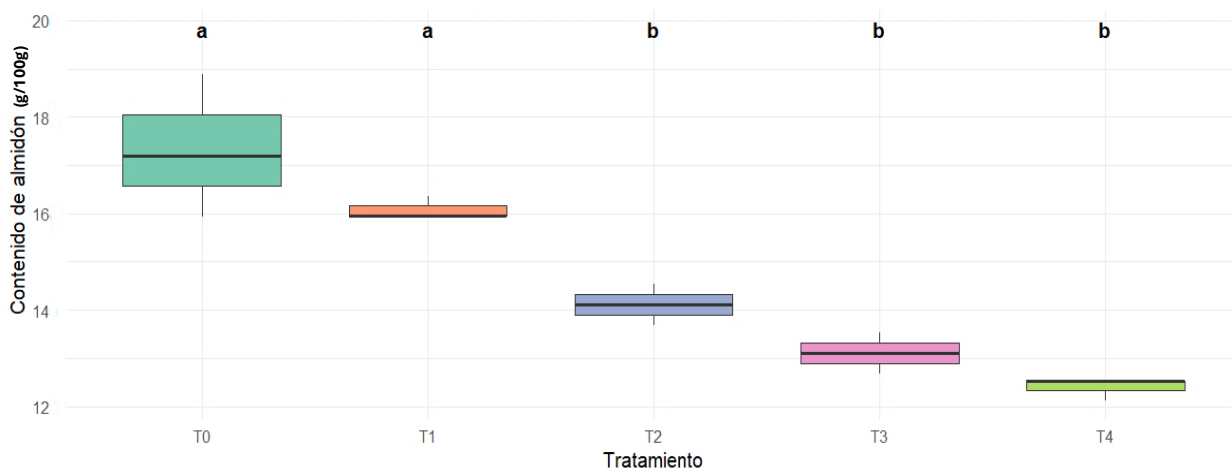 a a b b b
Contenido de almidón (g/100g)
20
18
16
14
12
T0 T1 T2 T3 T4
Tratamiento